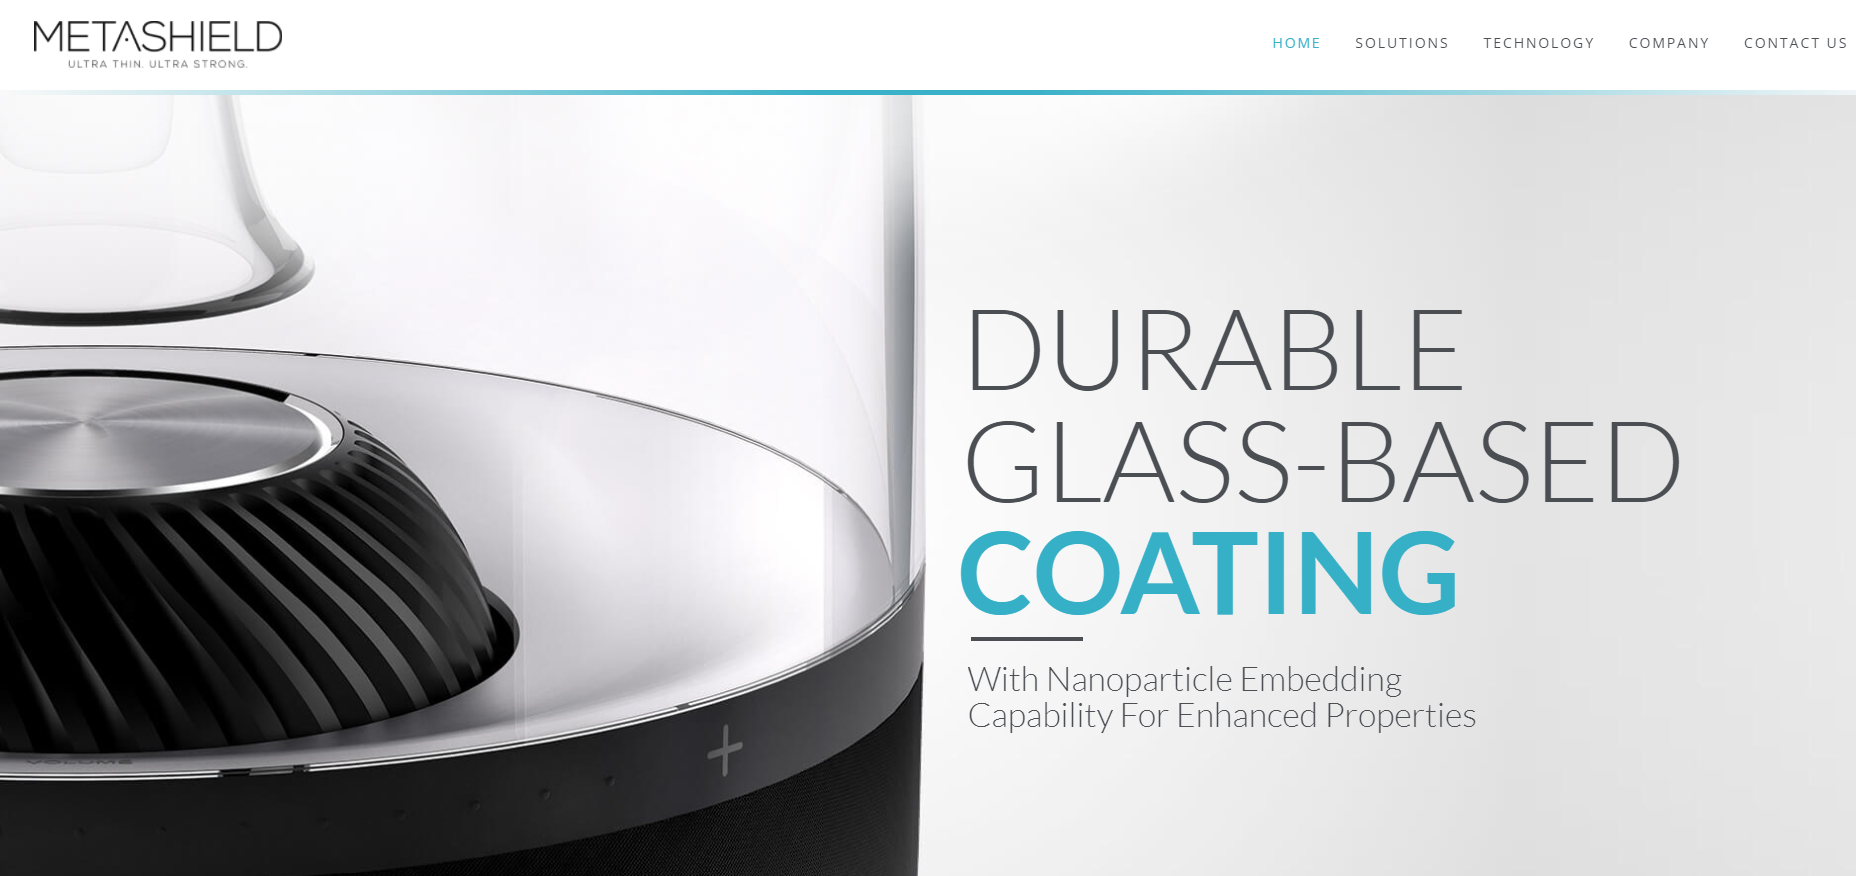 METASHIELD
ULTRA THIN. ULTRA STRONG.
HOME SOLUTIONS TECHNOLOGY COMPANY CONTACT US
DURABLE
GLASS-BASED
COATING
With Nanoparticle Embedding
Capability For Enhanced Properties
VOLUME
+